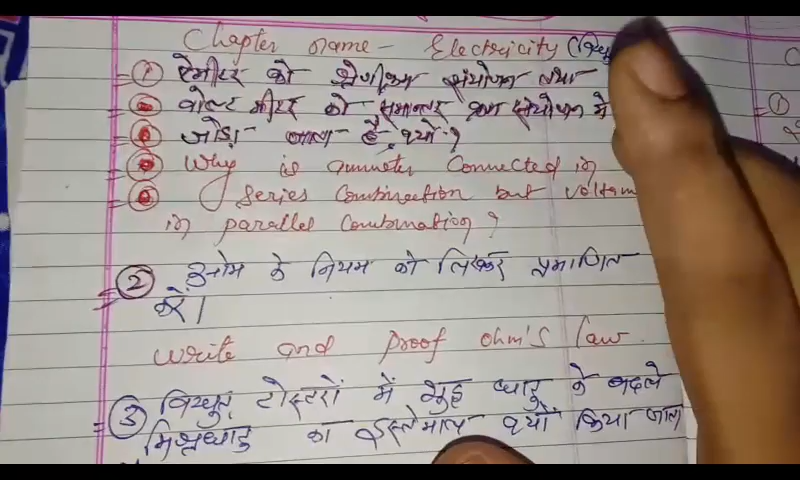 Chapter name - Electricity
① ऐमीटर को श्रेणीक्रम संयोजन तथा
वोल्ट मीटर को समान्तर क्रम संयोजन में
जोड़ा जाता है, क्यों?
Why is ammeter Connected in
Series Combination but Voltam
in parallel Combination?
② ओम के नियम को लिखकर प्रमाणित
करें।
Write and proof ohm's law.
③ विधुत टोस्टरों में शुद्ध धातु के बदले
मिश्रधातु का इस्तेमाल क्यों किया जाता
①